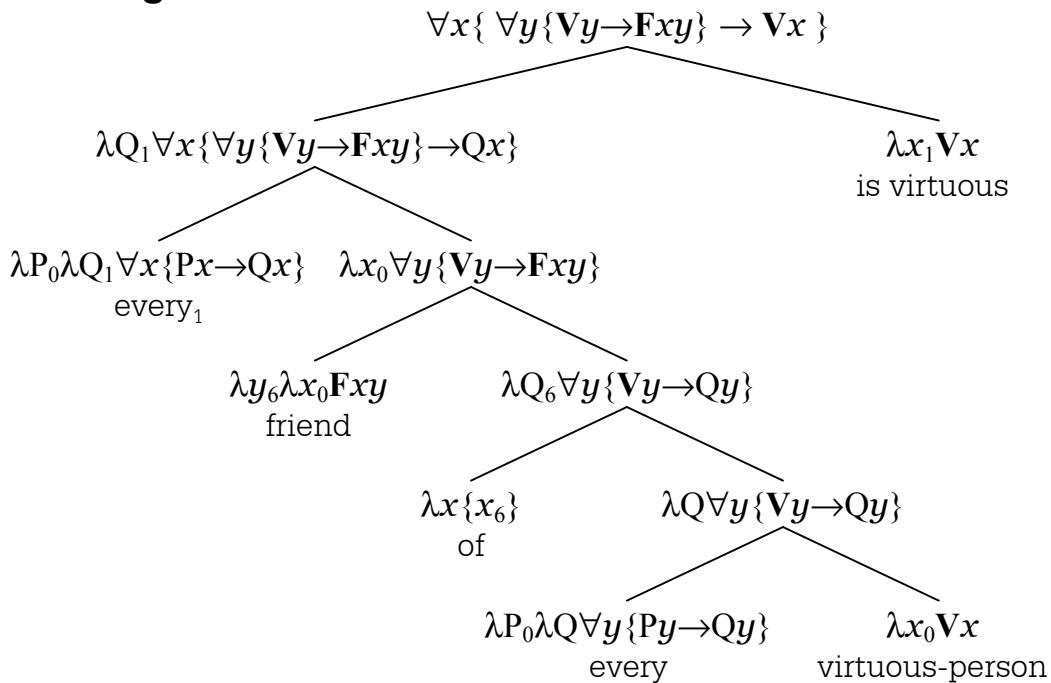 ∀x{ ∀y{Vy→Fxy} → Vx }
λQ₁∀x{∀y{Vy→Fxy}→Qx} λx₁Vx
is virtuous
λP₀λQ₁∀x{Px→Qx} λx₀∀y{Vy→Fxy}
every₁
λy₆λx₀Fxy λQ₆∀y{Vy→Qy}
friend
λx{x₆} λQ∀y{Vy→Qy}
of
λP₀λQ∀y{Py→Qy} λx₀Vx
every virtuous-person